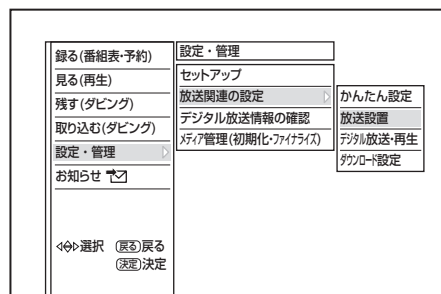 録る(番組表･予約)
見る(再生)
残す(ダビング)
取り込む(ダビング)
設定・管理
お知らせ
選択 戻る戻る
決定決定
設定・管理
セットアップ
放送関連の設定
デジタル放送情報の確認
メディア管理(初期化･ファイナライズ)
かんたん設定
放送設置
デジタル放送･再生
ダウンロード設定